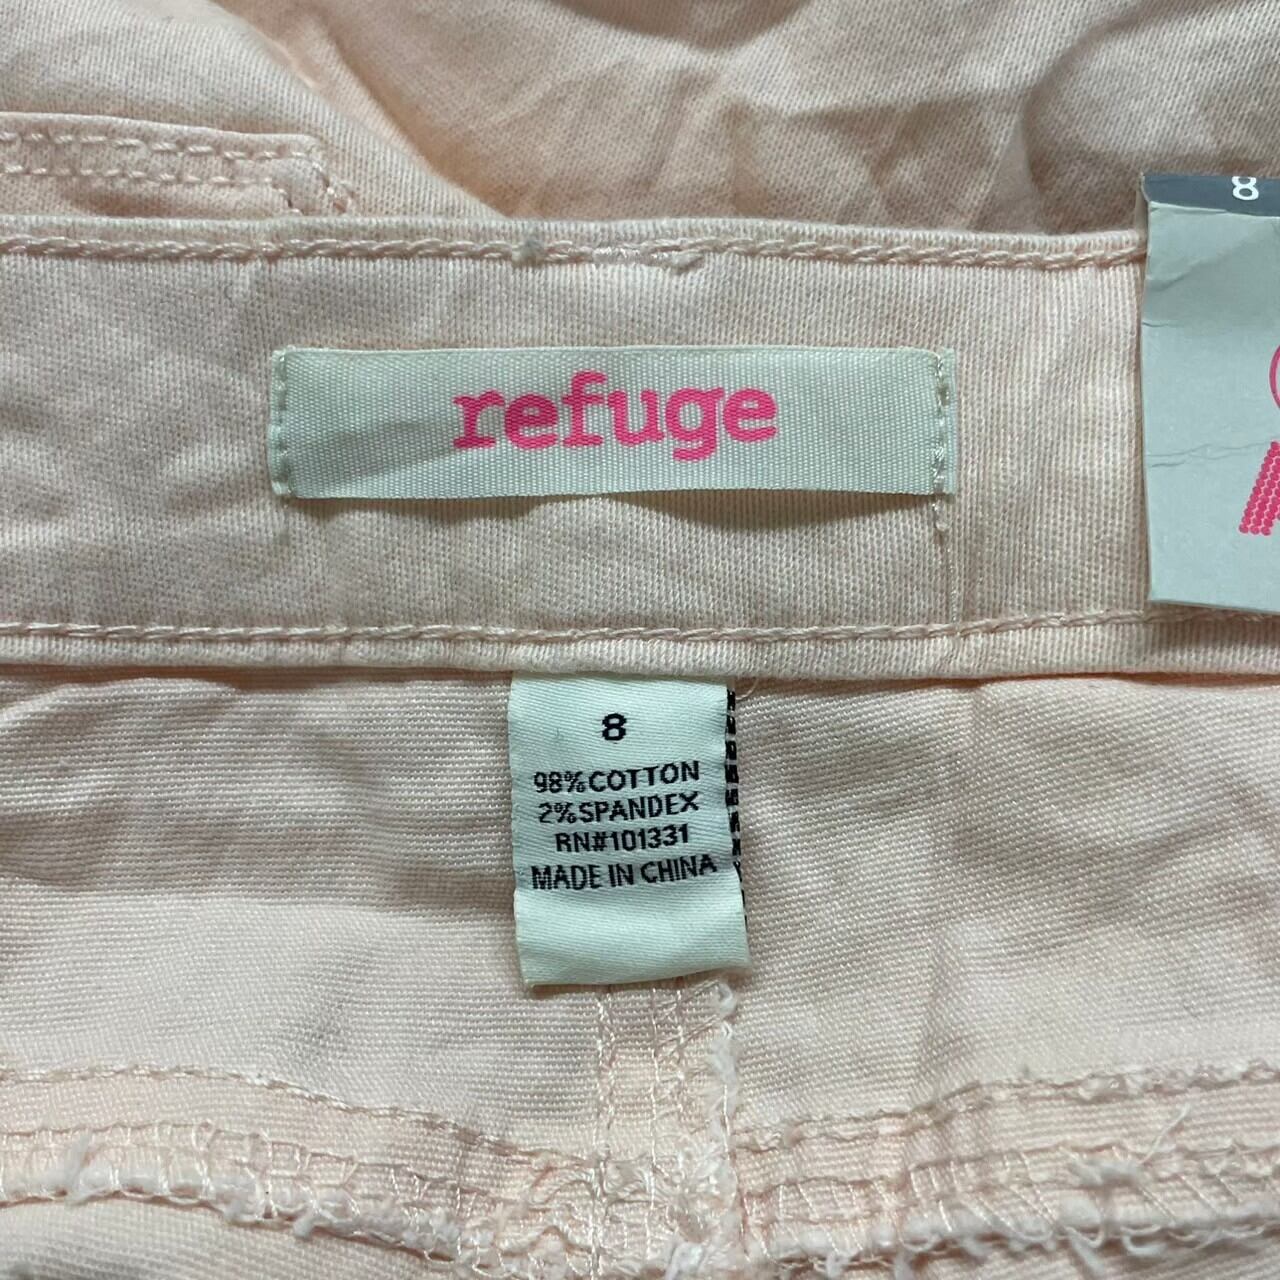 8
refuge
8
98%COTTON
2%SPANDEX
RN#101331
MADE IN CHINA